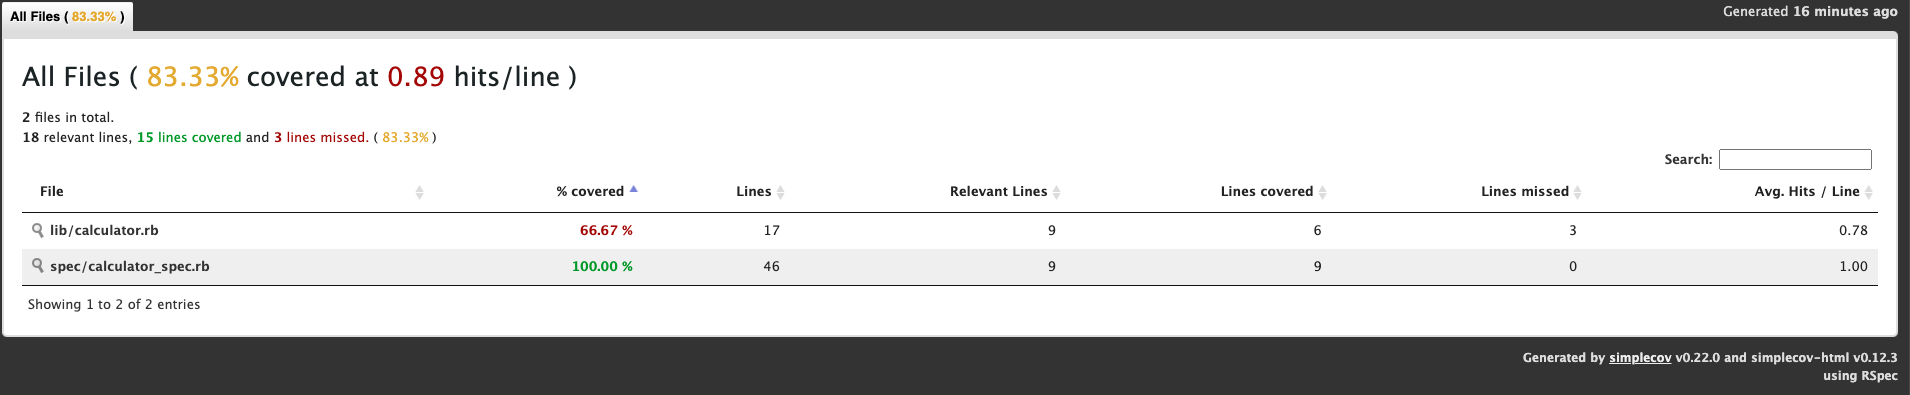 All Files ( 83.33% )
Generated 16 minutes ago
All Files ( 83.33% covered at 0.89 hits/line )
2 files in total.
18 relevant lines, 15 lines covered and 3 lines missed. ( 83.33% )
Search:
File % covered Lines Relevant Lines Lines covered Lines missed Avg. Hits / Line
lib/calculator.rb 66.67 % 17 9 6 3 0.78
spec/calculator_spec.rb 100.00 % 46 9 9 0 1.00
Showing 1 to 2 of 2 entries
Generated by simplecov v0.22.0 and simplecov-html v0.12.3
using RSpec